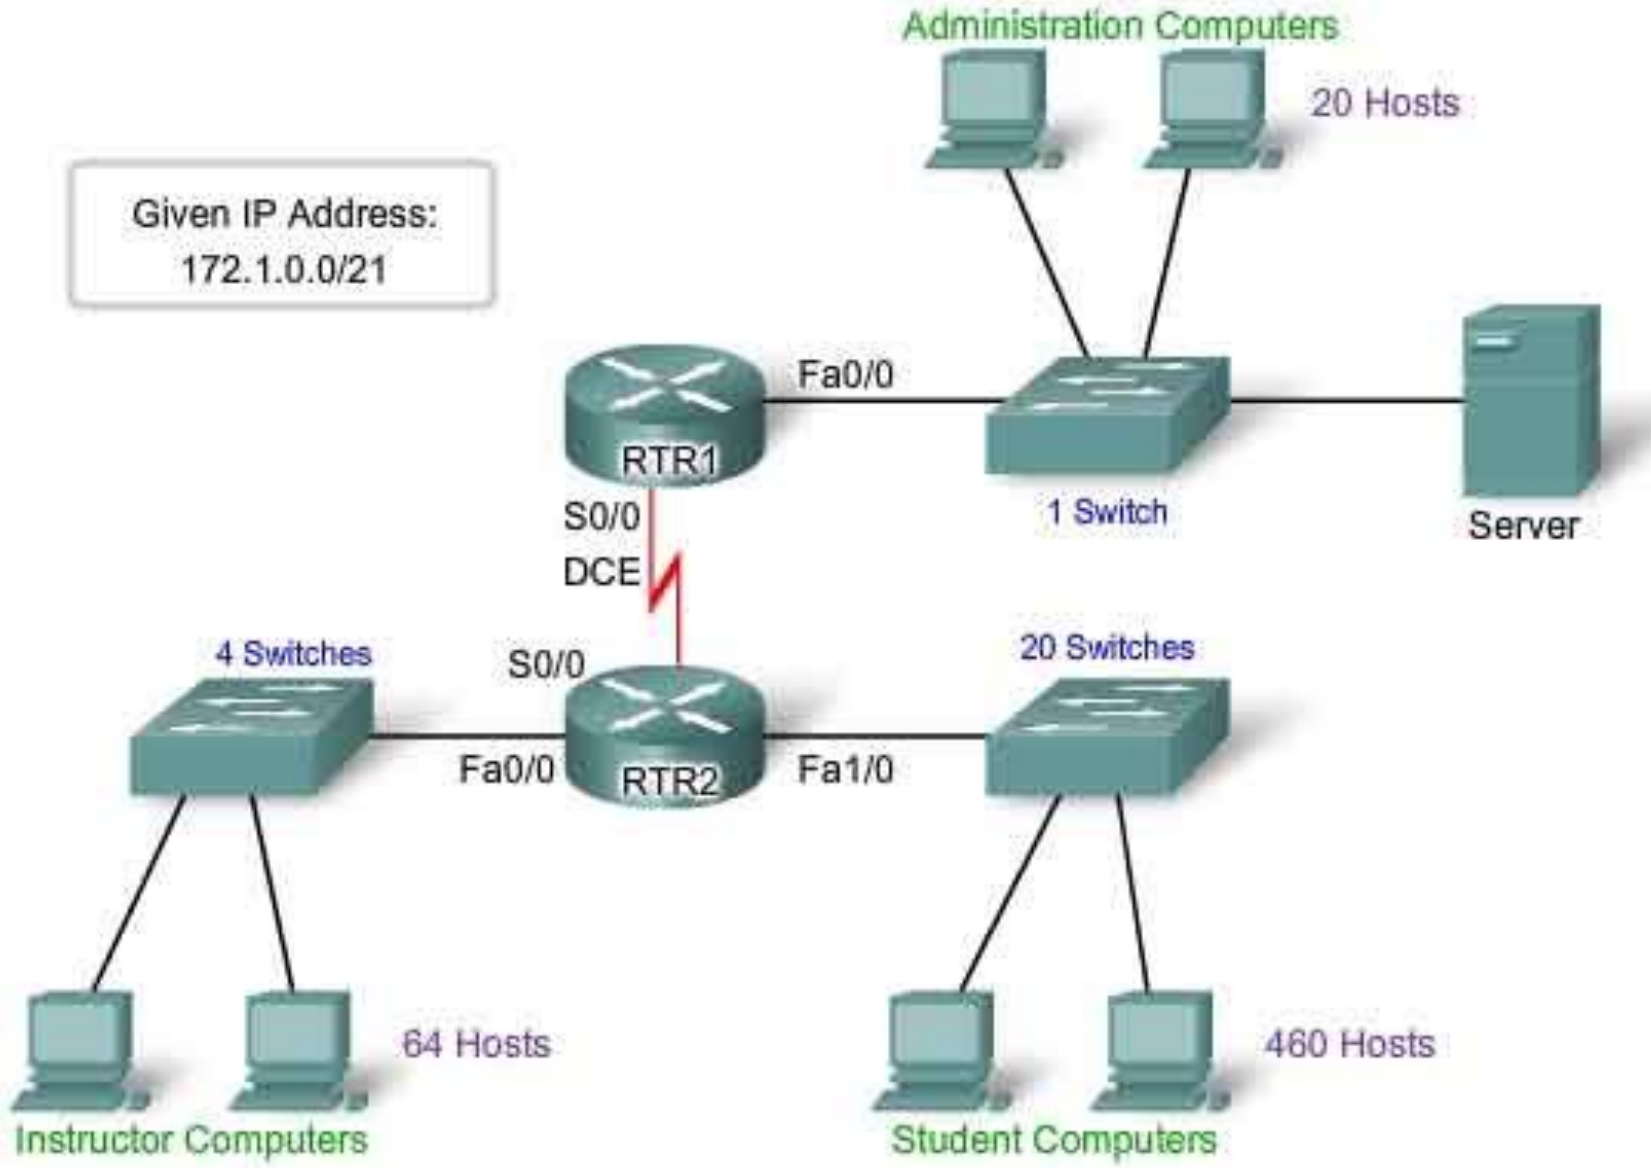 Administration Computers
20 Hosts
Given IP Address:
172.1.0.0/21
Fa0/0
RTR1
1 Switch
Server
S0/0
DCE
4 Switches
S0/0
20 Switches
Fa0/0
RTR2
Fa1/0
64 Hosts
460 Hosts
Instructor Computers
Student Computers